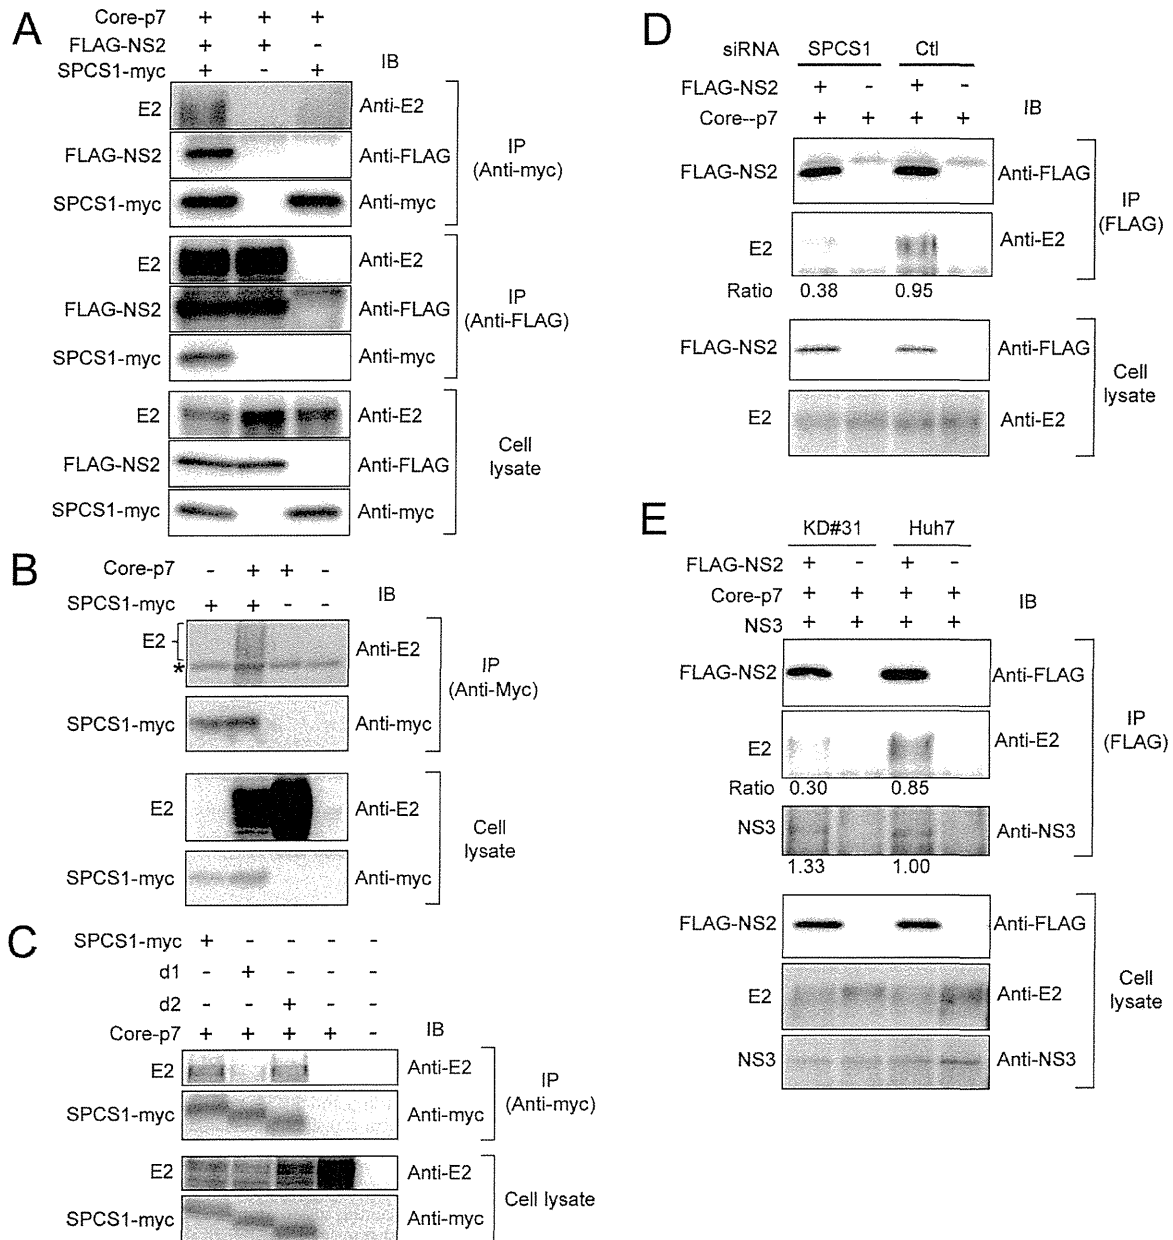 A
Core-p7 + + +
FLAG-NS2 + + -
SPCS1-myc + - + IB
E2 Anti-E2
FLAG-NS2 Anti-FLAG
SPCS1-myc Anti-myc
IP
(Anti-myc)
E2 Anti-E2
FLAG-NS2 Anti-FLAG
SPCS1-myc Anti-myc
IP
(Anti-FLAG)
E2 Anti-E2
FLAG-NS2 Anti-FLAG
SPCS1-myc Anti-myc
Cell
lysate
B
Core-p7 - + + -
SPCS1-myc + + - - IB
E2 Anti-E2
*
SPCS1-myc Anti-myc
IP
(Anti-Myc)
E2 Anti-E2
SPCS1-myc Anti-myc
Cell
lysate
C
SPCS1-myc + - - - -
d1 - + - - -
d2 - - + - -
Core-p7 + + + + - IB
E2 Anti-E2
SPCS1-myc Anti-myc
IP
(Anti-myc)
E2 Anti-E2
SPCS1-myc Anti-myc
Cell lysate
D
siRNA SPCS1 Ctl
FLAG-NS2 + - + -
Core--p7 + + + + IB
FLAG-NS2 Anti-FLAG
E2 Anti-E2
Ratio 0.38 0.95
IP
(FLAG)
FLAG-NS2 Anti-FLAG
E2 Anti-E2
Cell
lysate
E
KD#31 Huh7
FLAG-NS2 + - + -
Core-p7 + + + + IB
NS3 + + + +
FLAG-NS2 Anti-FLAG
E2 Anti-E2
Ratio 0.30 0.85
NS3 Anti-NS3
1.33 1.00
IP
(FLAG)
FLAG-NS2 Anti-FLAG
E2 Anti-E2
NS3 Anti-NS3
Cell
lysate